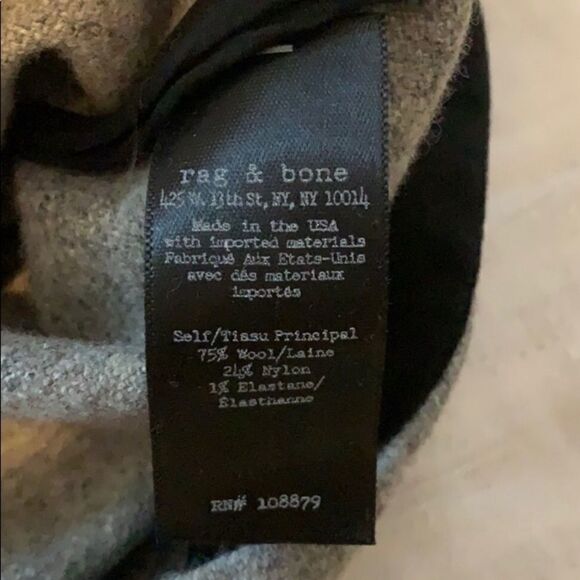 rag & bone
425 W. 13th St, NY, NY 10014
Made in the USA
with imported materials
Fabriqué Aux Etats-Unis
avec dés materiaux
importés
Self/Tissu Principal
75% Wool/Laine
24% Nylon
1% Elastane/
Élasthanne
RN# 108879